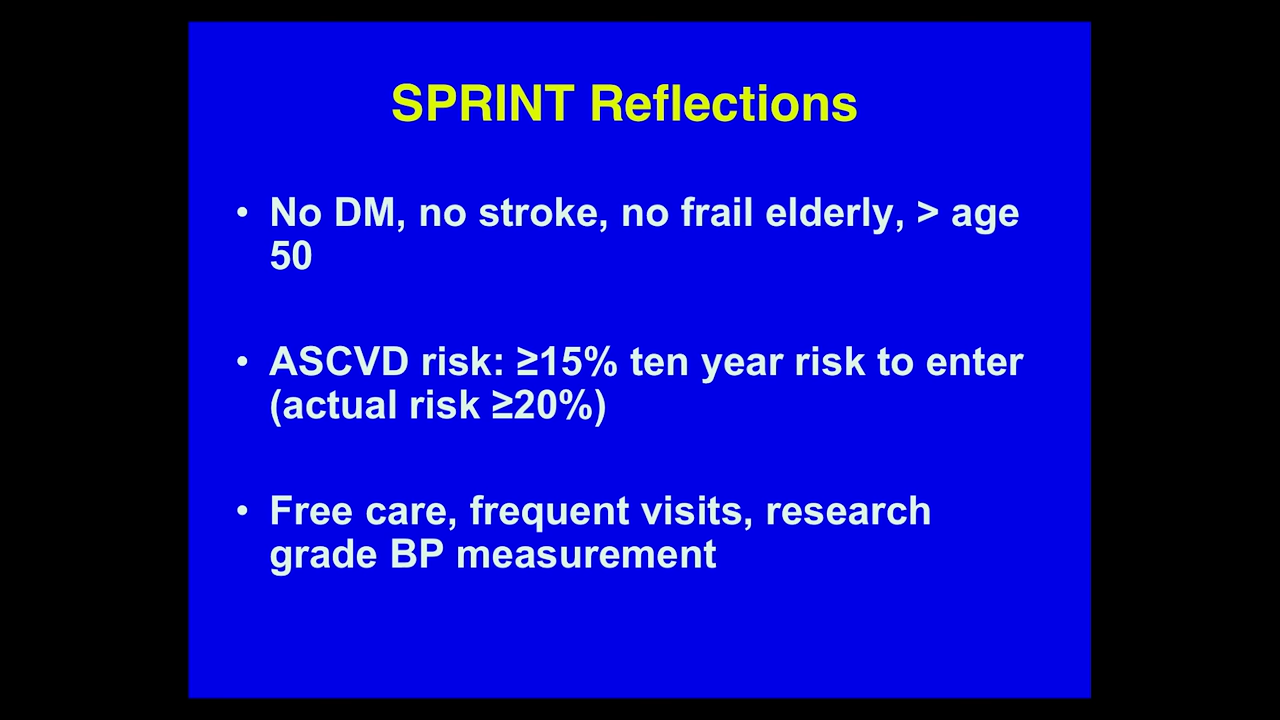 SPRINT Reflections
• No DM, no stroke, no frail elderly, > age
50
• ASCVD risk: ≥15% ten year risk to enter
(actual risk ≥20%)
• Free care, frequent visits, research
grade BP measurement